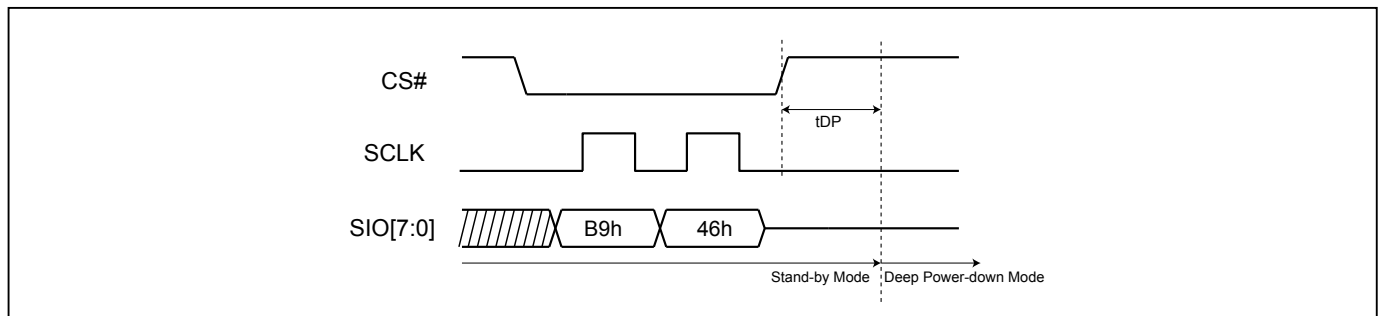 CS#
tDP
SCLK
SIO[7:0]
B9h
46h
Stand-by Mode
Deep Power-down Mode